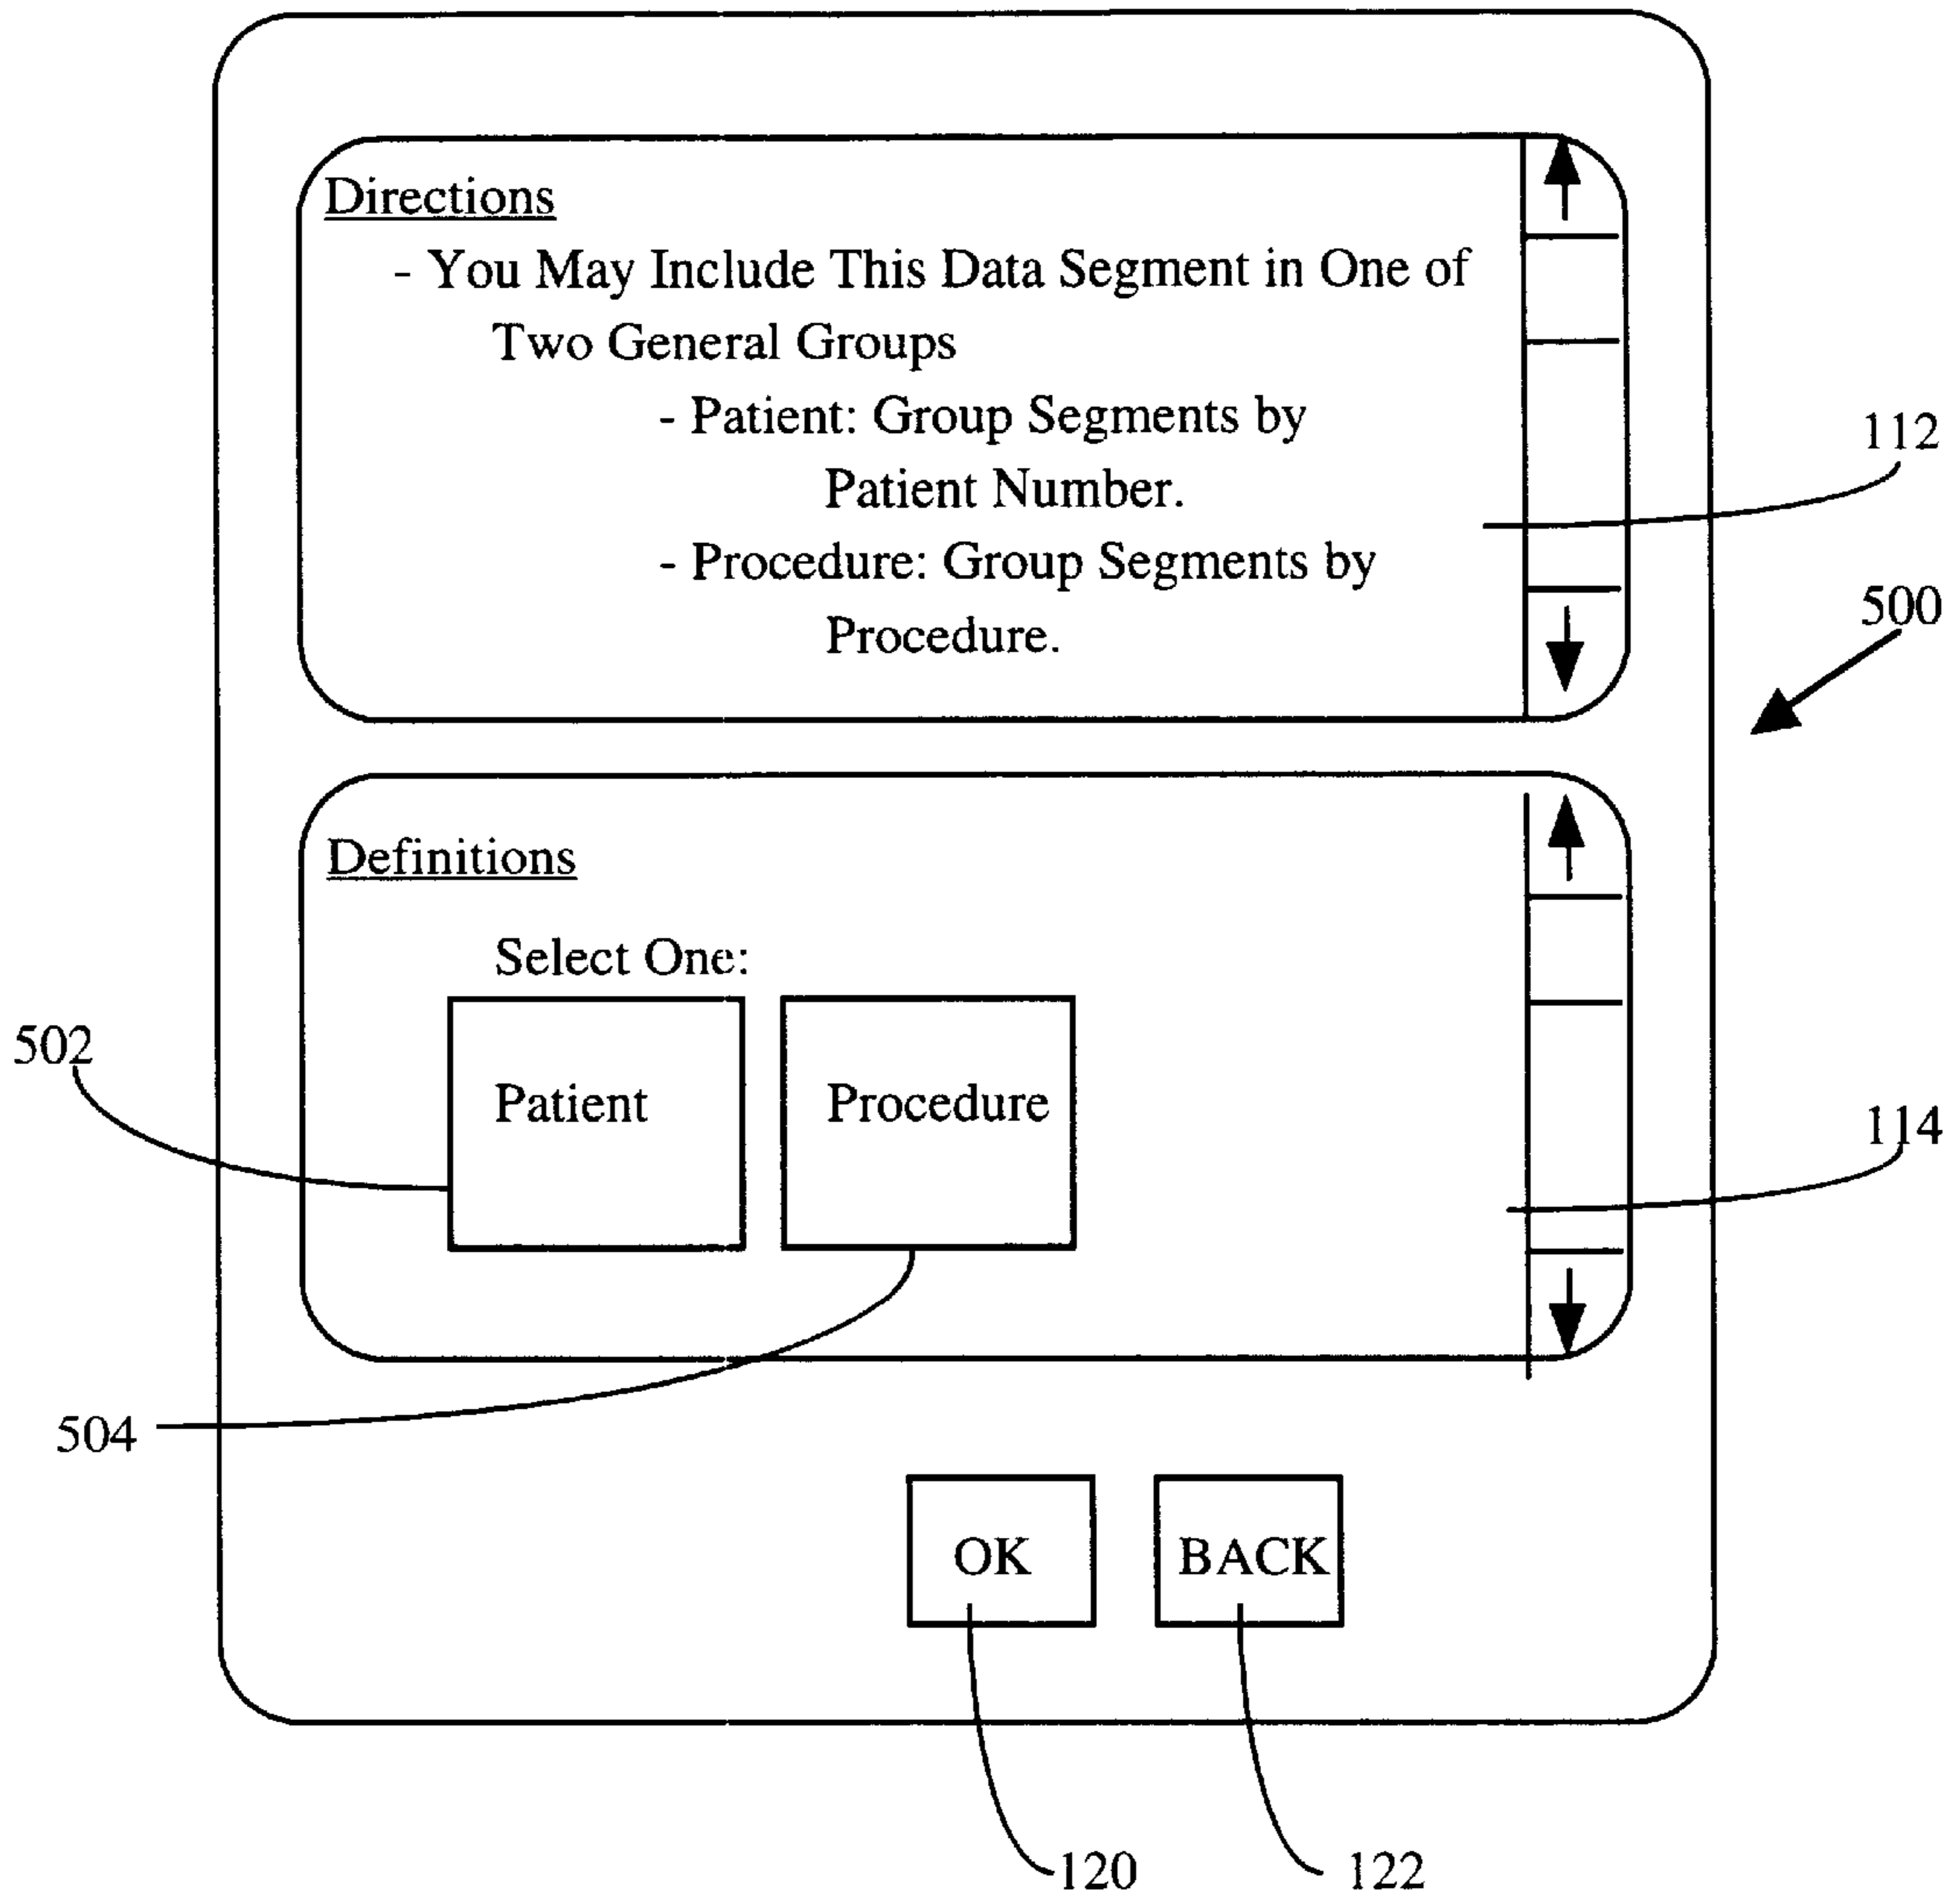 Directions
- You May Include This Data Segment in One of
Two General Groups
- Patient: Group Segments by
Patient Number.
- Procedure: Group Segments by
Procedure.
112
500
Definitions
Select One:
502
Patient
Procedure
114
504
OK
BACK
120
122